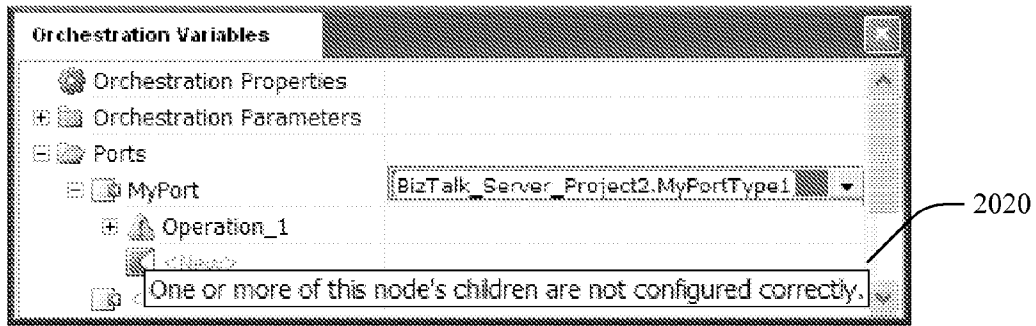 Orchestration Variables
Orchestration Properties
Orchestration Parameters
Ports
MyPort BizTalk_Server_Project2.MyPortType1
Operation_1
<New>
One or more of this node's children are not configured correctly.
2020